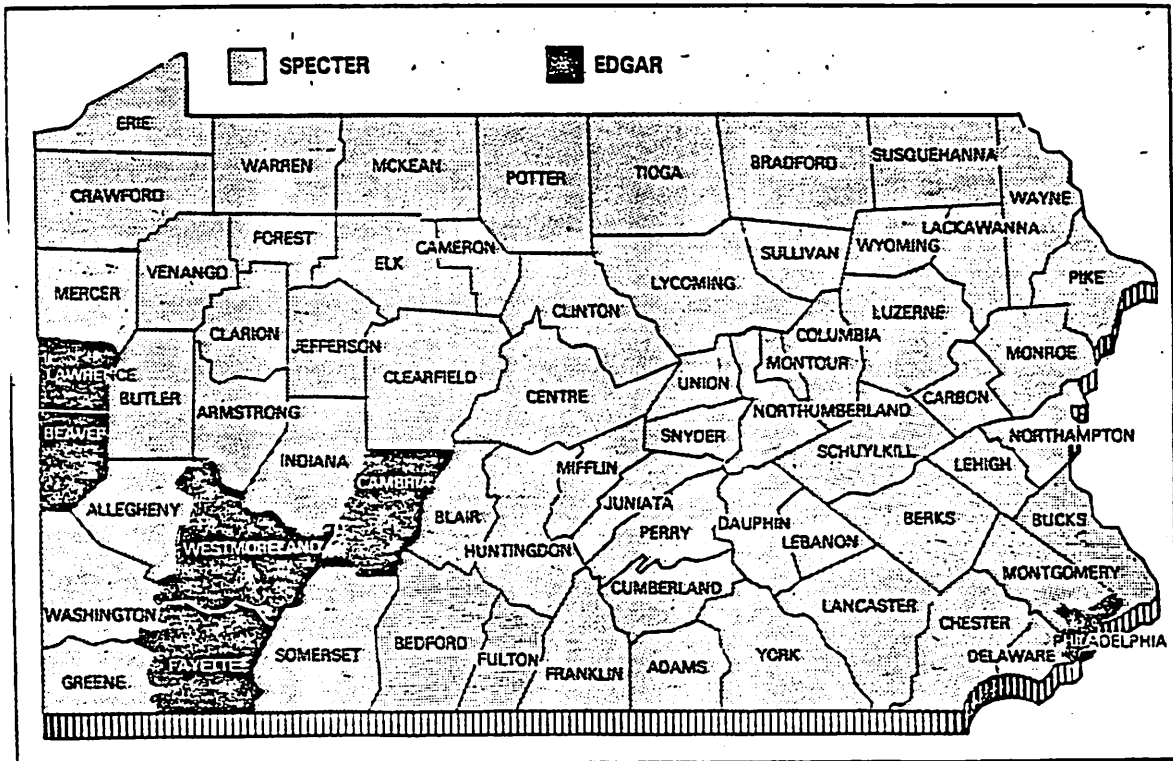 SPECTER EDGAR
ERIE
WARREN MCKEAN POTTER TIOGA BRADFORD SUSQUEHANNA
CRAWFORD WAYNE
FOREST CAMERON LACKAWANNA
VENANGO ELK SULLIVAN WYOMING
MERCER LYCOMING PIKE
CLARION CLINTON LUZERNE
JEFFERSON COLUMBIA
LAWRENCE CLEARFIELD MONTOUR MONROE
BUTLER CENTRE UNION CARBON
ARMSTRONG NORTHUMBERLAND
BEAVER SNYDER NORTHAMPTON
INDIANA MIFFLIN SCHUYLKILL LEHIGH
CAMBRIA
ALLEGHENY BLAIR JUNIATA
WESTMORELAND HUNTINGDON PERRY DAUPHIN LEBANON BERKS BUCKS
CUMBERLAND MONTGOMERY
WASHINGTON LANCASTER
CHESTER
BEDFORD PHILADELPHIA
FAYETTE SOMERSET FULTON FRANKLIN ADAMS YORK DELAWARE
GREENE